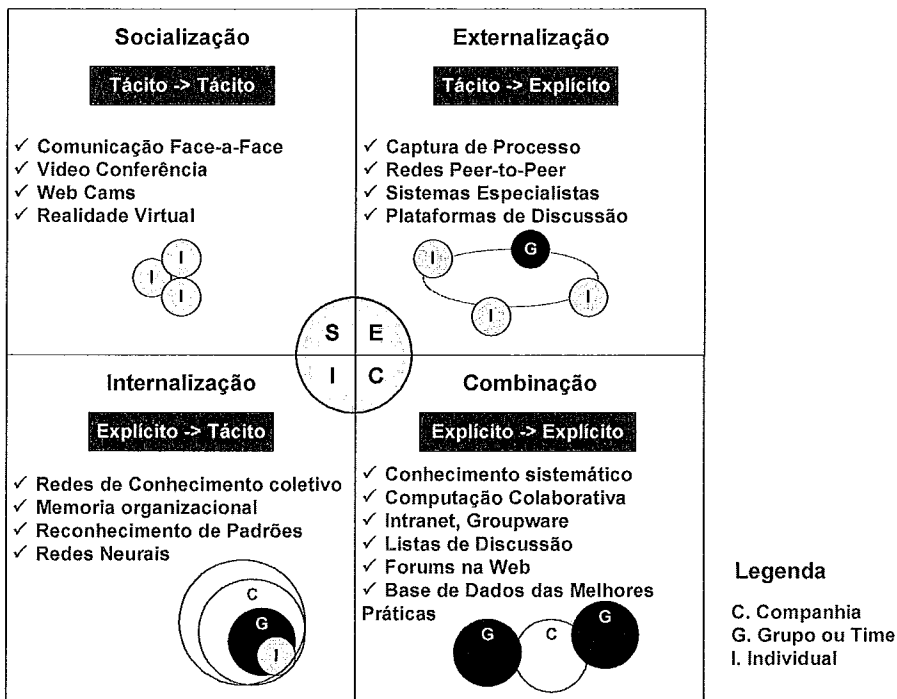 Socialização
Tácito -> Tácito
✓ Comunicação Face-a-Face
✓ Video Conferência
✓ Web Cams
✓ Realidade Virtual
I
I
I
Externalização
Tácito -> Explícito
✓ Captura de Processo
✓ Redes Peer-to-Peer
✓ Sistemas Especialistas
✓ Plataformas de Discussão
G
I
I
I
S E
I C
Internalização
Explícito -> Tácito
✓ Redes de Conhecimento coletivo
✓ Memoria organizacional
✓ Reconhecimento de Padrões
✓ Redes Neurais
C
G
I
Combinação
Explícito -> Explícito
✓ Conhecimento sistemático
✓ Computação Colaborativa
✓ Intranet, Groupware
✓ Listas de Discussão
✓ Forums na Web
✓ Base de Dados das Melhores
Práticas
G C G
Legenda
C. Companhia
G. Grupo ou Time
I. Individual